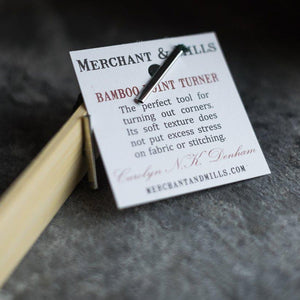 MERCHANT & MILLS
BAMBOO POINT TURNER
The perfect tool for
turning out corners.
Its soft texture does
not put excess stress
on fabric or stitching.
Carolyn N.K. Denham
MERCHANTANDMILLS.COM